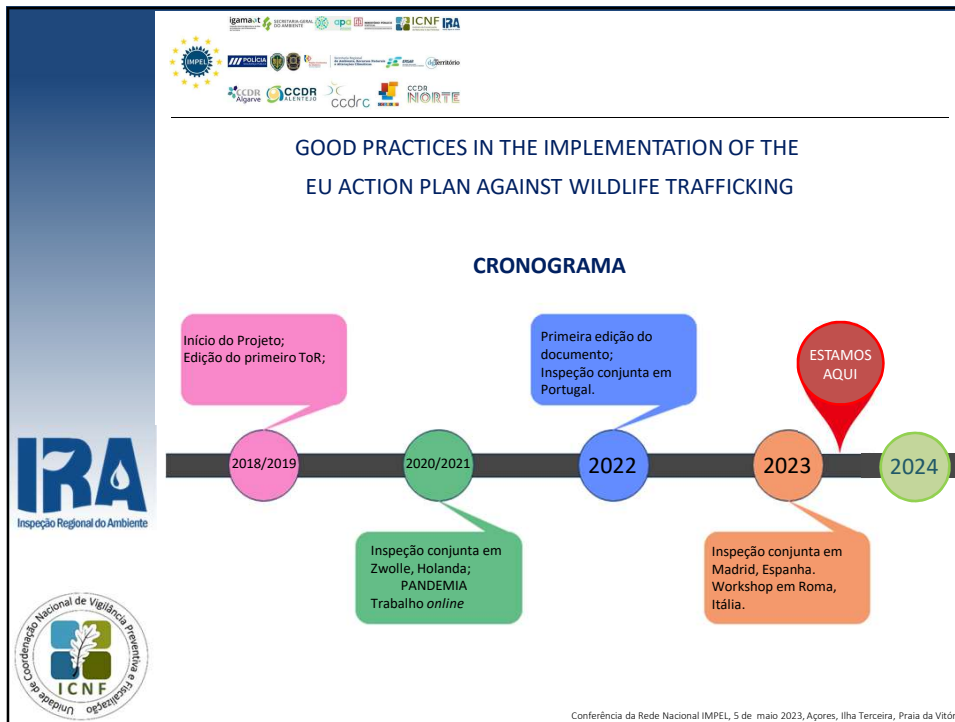 igamaot
SECRETARIA-GERAL
DO AMBIENTE
apa
ICNF
IRA
IMPEL
POLÍCIA
dgTerritório
CCDR
Algarve
CCDR
ALENTEJO
ccdrc
CCDR
NORTE
GOOD PRACTICES IN THE IMPLEMENTATION OF THE
EU ACTION PLAN AGAINST WILDLIFE TRAFFICKING
CRONOGRAMA
Início do Projeto;
Edição do primeiro ToR;
Primeira edição do
documento;
Inspeção conjunta em
Portugal.
ESTAMOS
AQUI
2018/2019
2020/2021
2022
2023
2024
Inspeção conjunta em
Zwolle, Holanda;
PANDEMIA
Trabalho online
Inspeção conjunta em
Madrid, Espanha.
Workshop em Roma,
Itália.
IRA
Inspeção Regional do Ambiente
Unidade de Coordenação Nacional de Vigilância Preventiva e Fiscalização
ICNF
Conferência da Rede Nacional IMPEL, 5 de maio 2023, Açores, Ilha Terceira, Praia da Vitór